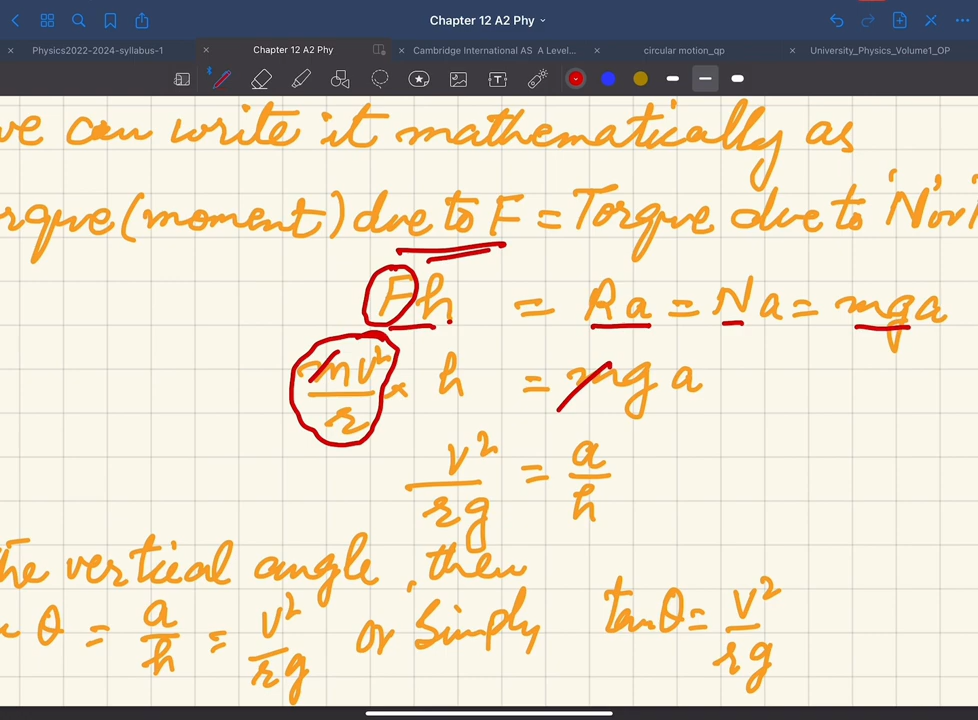 Chapter 12 A2 Phy
Physics2022-2024-syllabus-1
Chapter 12 A2 Phy
Cambridge International AS A Level...
circular motion_qp
University_Physics_Volume1_OP
we can write it mathematically as
rque (moment) due to F = Torque due to 'N' or '
Fh = Ra = Na = mga
mv²/r × h = mg a
v²/rg = a/h
the vertical angle, then
θ = a/h = v²/rg or simply tanθ = v²/rg